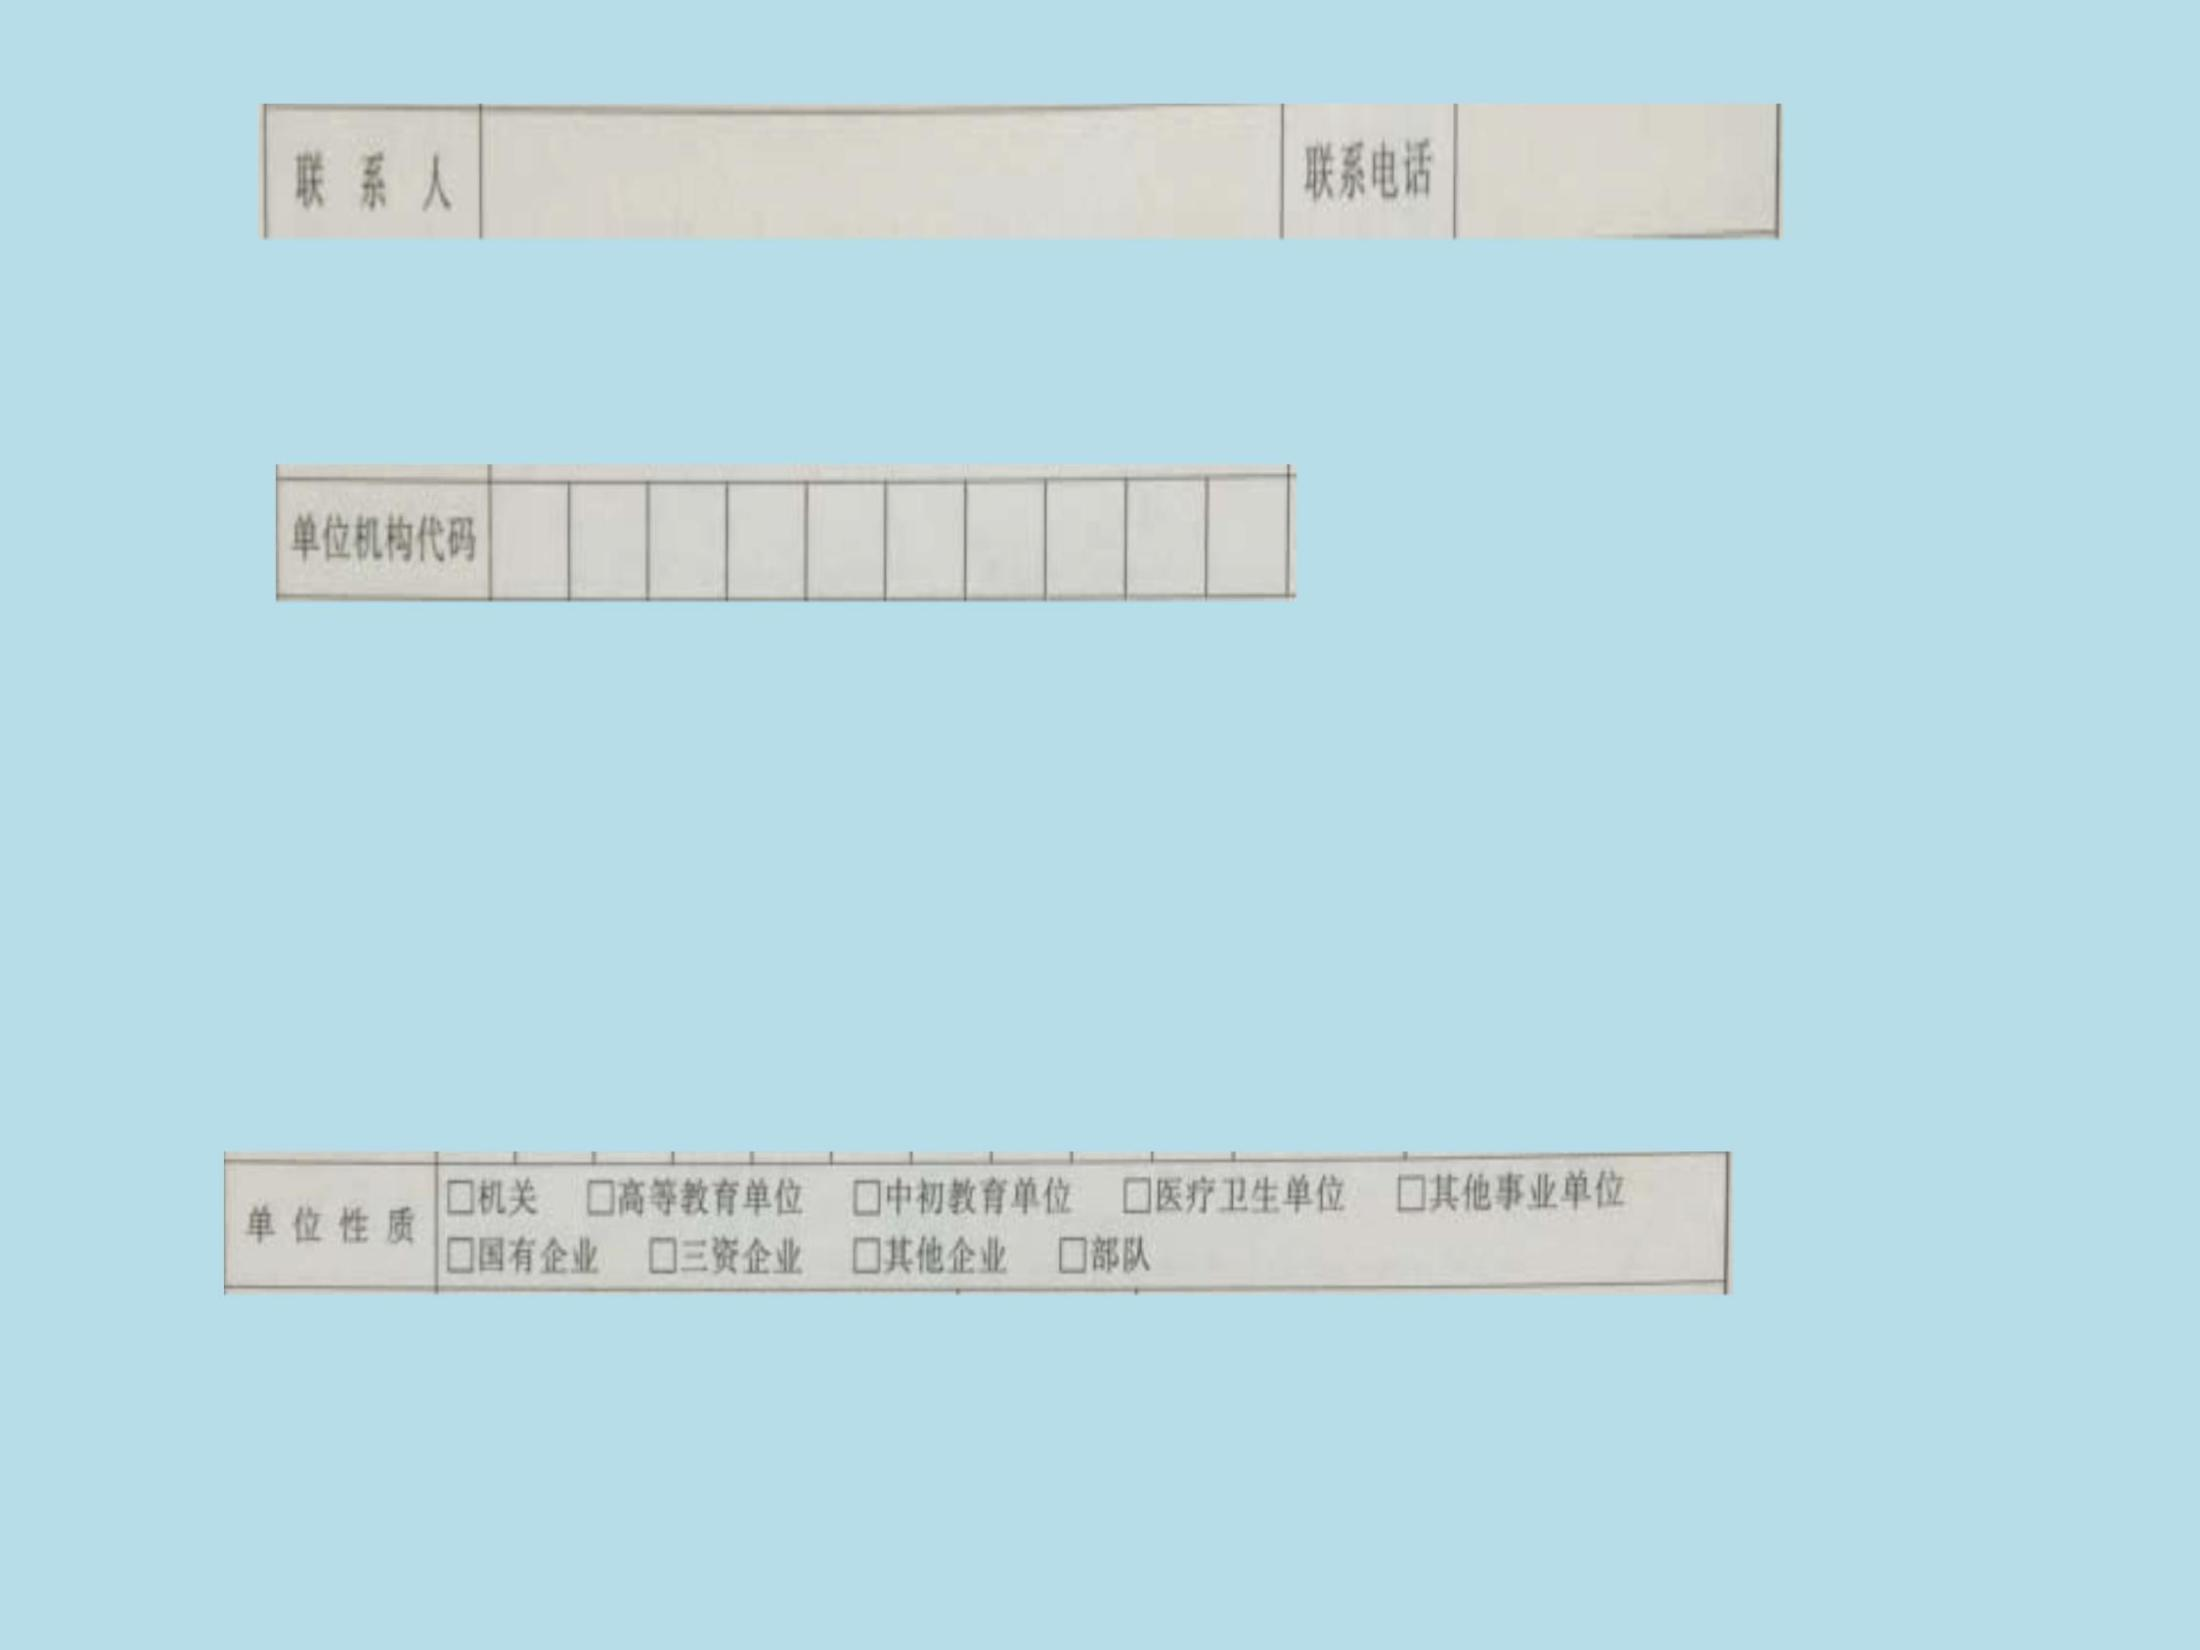 联 系 人 联系电话
单位机构代码
单 位 性 质
□机关 □高等教育单位 □中初教育单位 □医疗卫生单位 □其他事业单位
□国有企业 □三资企业 □其他企业 □部队